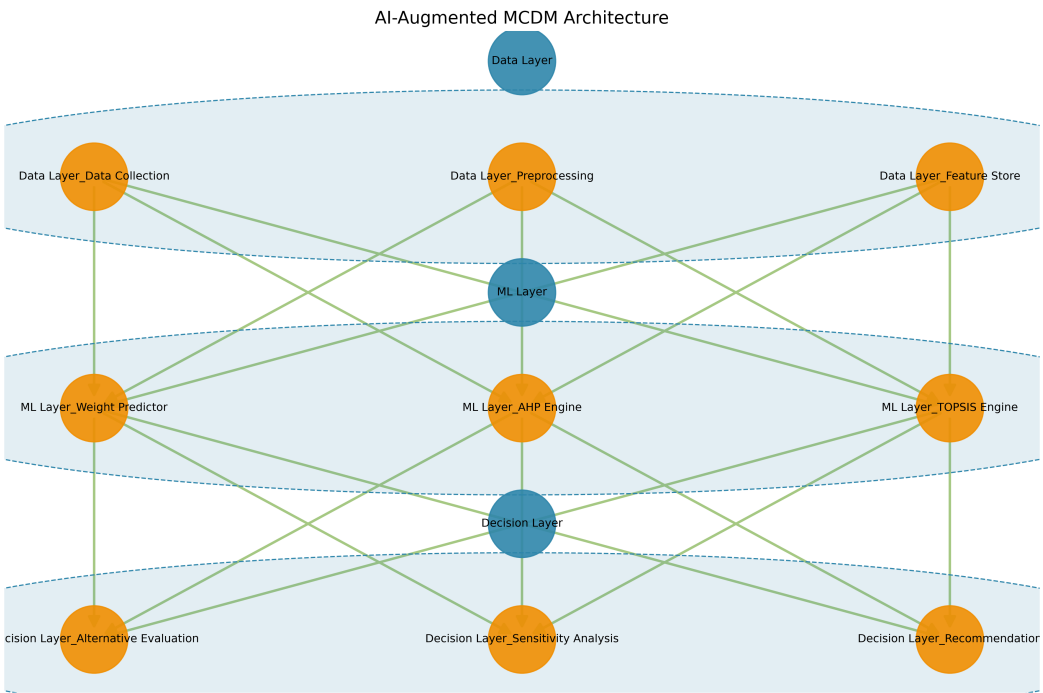 AI-Augmented MCDM Architecture
Data Layer
Data Layer_Data Collection
Data Layer_Preprocessing
Data Layer_Feature Store
ML Layer
ML Layer_Weight Predictor
ML Layer_AHP Engine
ML Layer_TOPSIS Engine
Decision Layer
cision Layer_Alternative Evaluation
Decision Layer_Sensitivity Analysis
Decision Layer_Recommendation